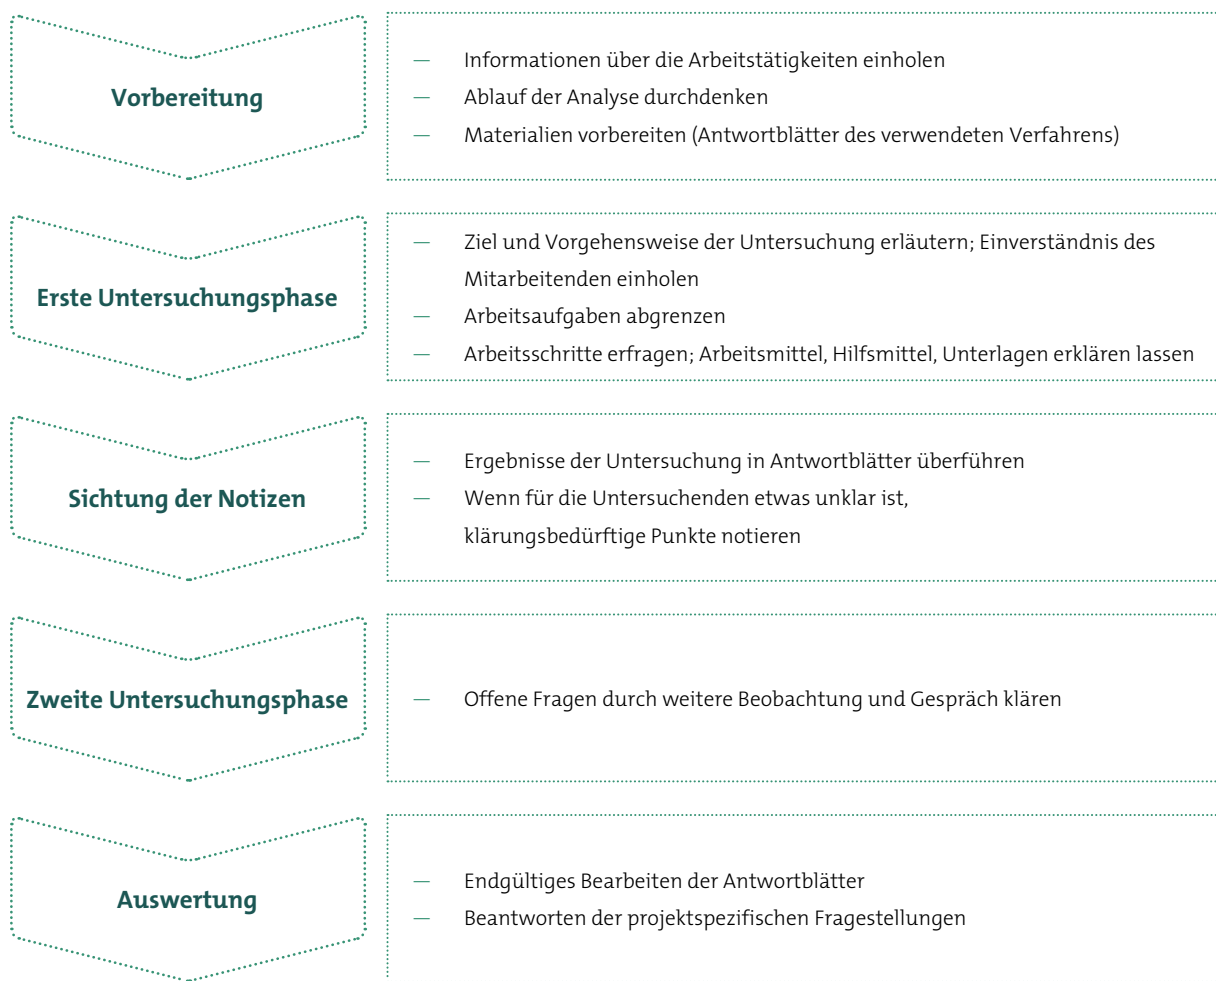 Vorbereitung
— Informationen über die Arbeitstätigkeiten einholen
— Ablauf der Analyse durchdenken
— Materialien vorbereiten (Antwortblätter des verwendeten Verfahrens)
Erste Untersuchungsphase
— Ziel und Vorgehensweise der Untersuchung erläutern; Einverständnis des
Mitarbeitenden einholen
— Arbeitsaufgaben abgrenzen
— Arbeitsschritte erfragen; Arbeitsmittel, Hilfsmittel, Unterlagen erklären lassen
Sichtung der Notizen
— Ergebnisse der Untersuchung in Antwortblätter überführen
— Wenn für die Untersuchenden etwas unklar ist,
klärungsbedürftige Punkte notieren
Zweite Untersuchungsphase
— Offene Fragen durch weitere Beobachtung und Gespräch klären
Auswertung
— Endgültiges Bearbeiten der Antwortblätter
— Beantworten der projektspezifischen Fragestellungen